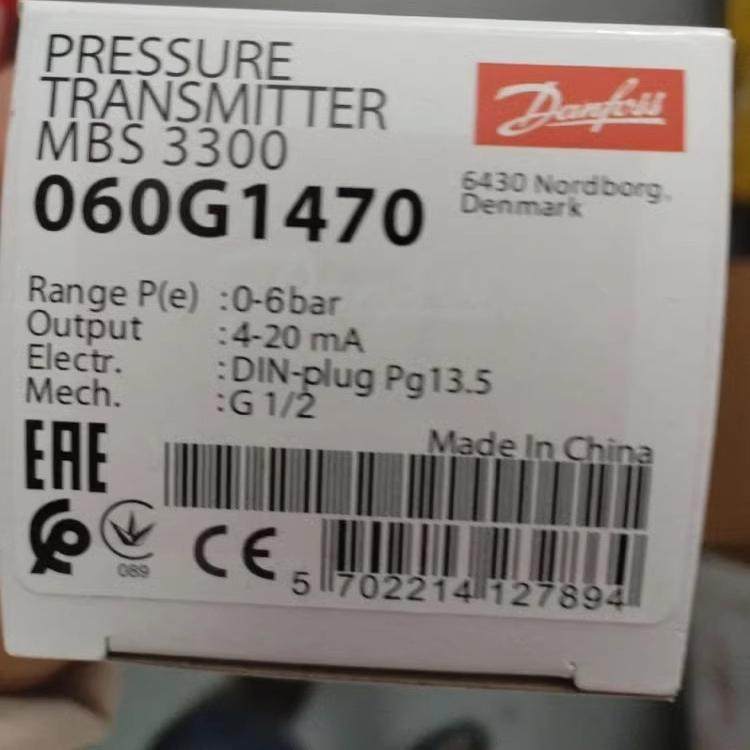 PRESSURE
TRANSMITTER
MBS 3300
060G1470
Danfoss
6430 Nordborg,
Denmark
Range P(e) :0-6bar
Output :4-20 mA
Electr. :DIN-plug Pg13.5
Mech. :G 1/2
Made In China
EAC
089
CE
5 702214 127894